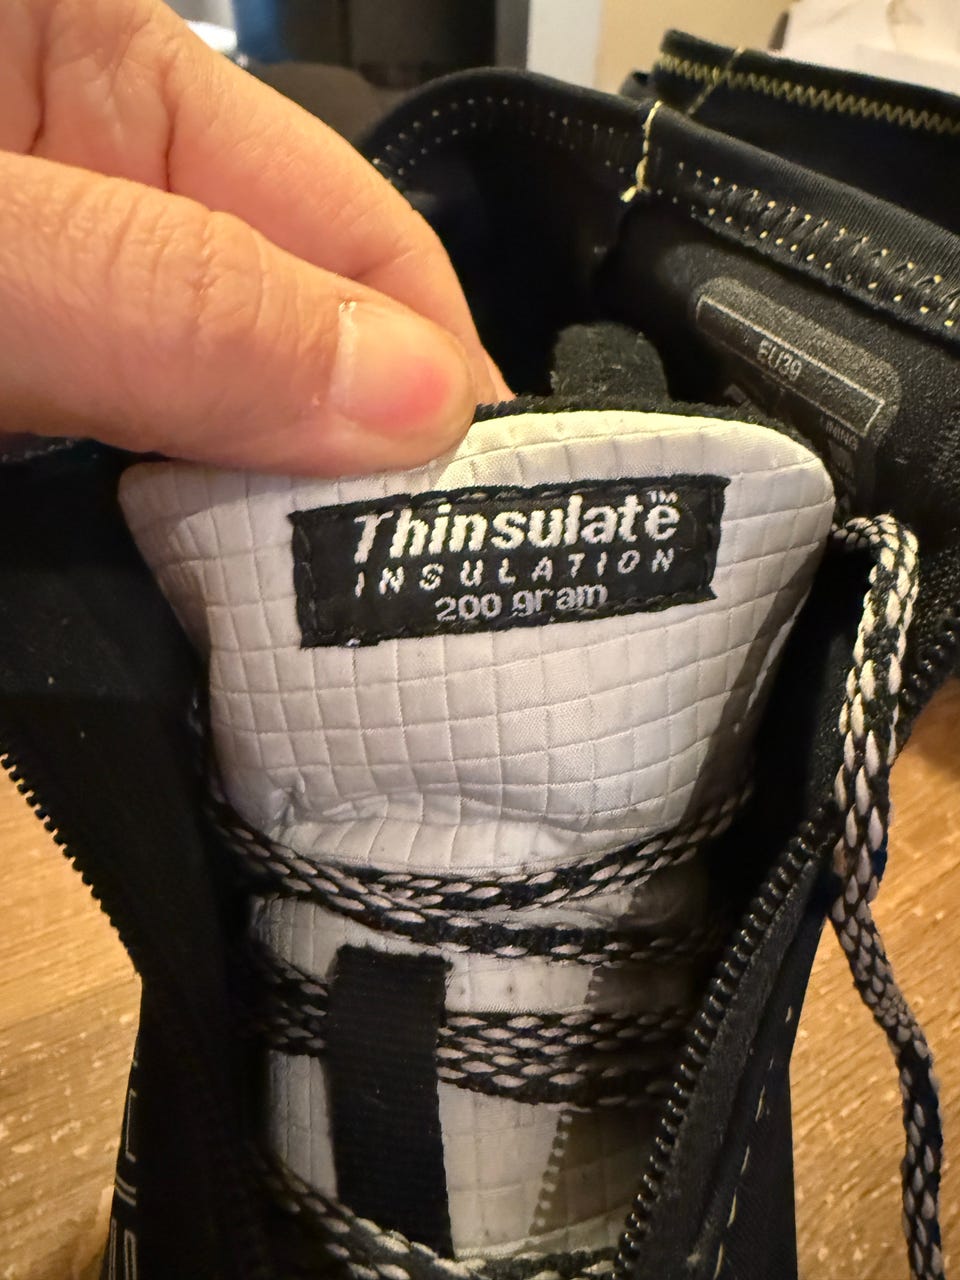 EU39
Thinsulate™
INSULATION
200 gram